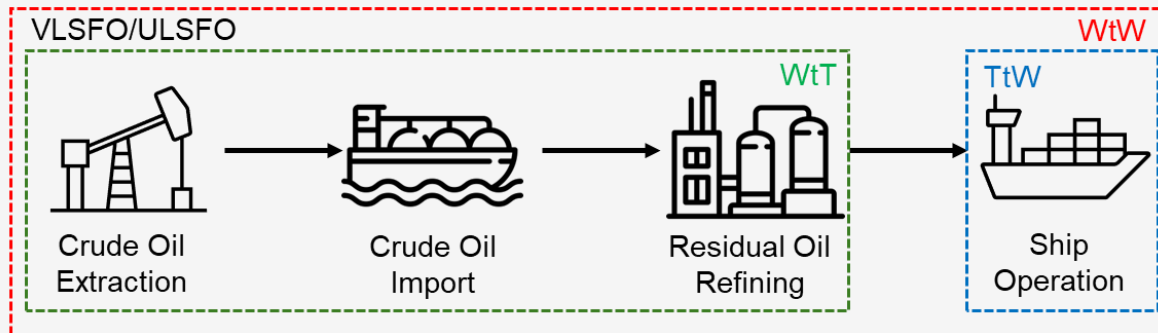 VLSFO/ULSFO
WtW
WtT
TtW
Crude Oil
Extraction
Crude Oil
Import
Residual Oil
Refining
Ship
Operation